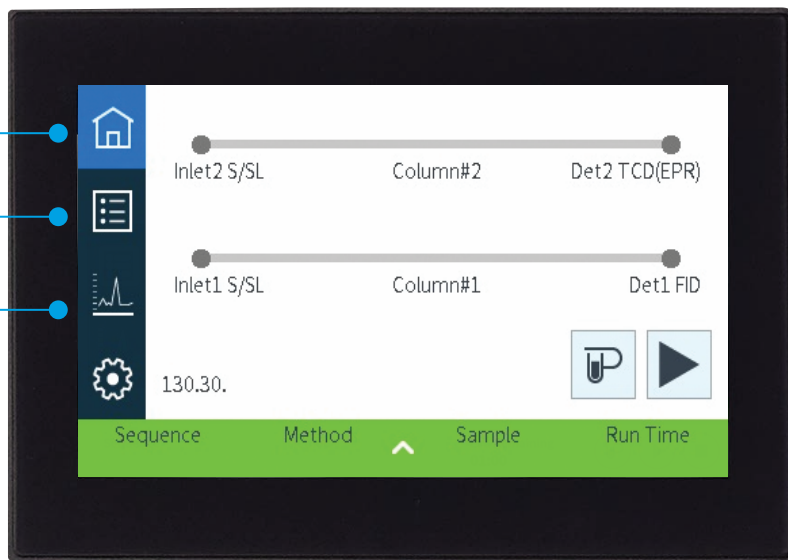 Inlet2 S/SL Column#2 Det2 TCD(EPR)
Inlet1 S/SL Column#1 Det1 FID
130.30.
Sequence Method Sample Run Time